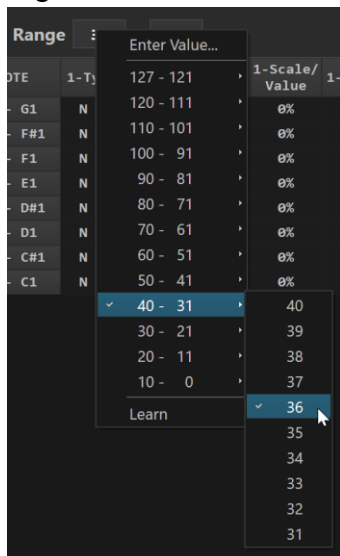 Range
Enter Value...
OTE 1-Ty 1-Scale/ 1-
Value
127 - 121
120 - 111
110 - 101
100 - 91
90 - 81
80 - 71
70 - 61
60 - 51
50 - 41
40 - 31
30 - 21
20 - 11
10 - 0
Learn
- G1 N 0%
- F#1 N 0%
- F1 N 0%
- E1 N 0%
- D#1 N 0%
- D1 N 0%
- C#1 N 0%
- C1 N 0%
40
39
38
37
36
35
34
33
32
31